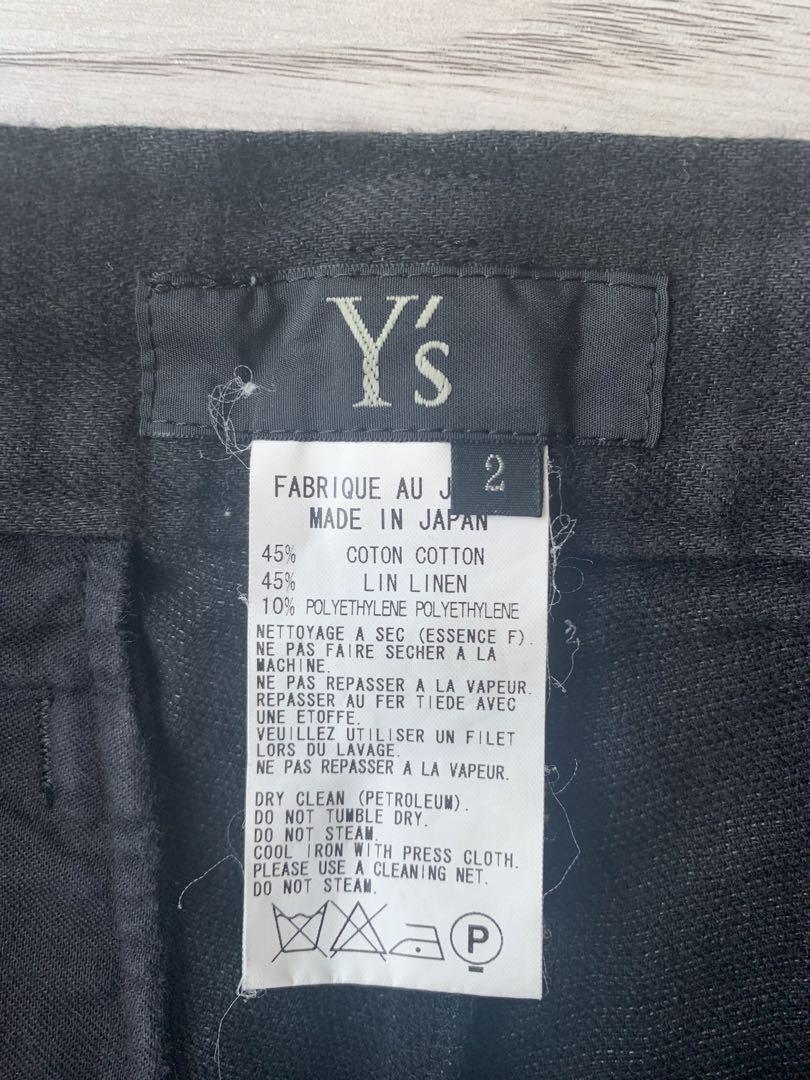 Y's
2
FABRIQUE AU J
MADE IN JAPAN
45% COTON COTTON
45% LIN LINEN
10% POLYETHYLENE POLYETHYLENE
NETTOYAGE A SEC (ESSENCE F).
NE PAS FAIRE SECHER A LA
MACHINE.
NE PAS REPASSER A LA VAPEUR.
REPASSER AU FER TIEDE AVEC
UNE ETOFFE.
VEUILLEZ UTILISER UN FILET
LORS DU LAVAGE.
NE PAS REPASSER A LA VAPEUR.
DRY CLEAN (PETROLEUM).
DO NOT TUMBLE DRY.
DO NOT STEAM.
COOL IRON WITH PRESS CLOTH.
PLEASE USE A CLEANING NET.
DO NOT STEAM.
P